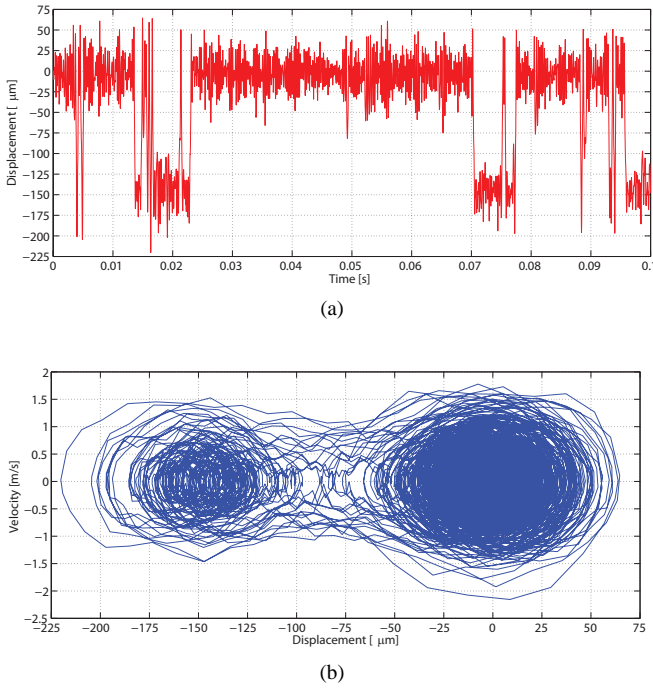 75
50
25
0
−25
−50
−75
−100
−125
−150
−175
−200
−225
Displacement [ µm]
0 0.01 0.02 0.03 0.04 0.05 0.06 0.07 0.08 0.09 0.1
Time [s]
(a)
2
1.5
1
0.5
0
−0.5
−1
−1.5
−2
−2.5
Velocity [m/s]
−225 −200 −175 −150 −125 −100 −75 −50 −25 0 25 50 75
Displacement [ µm]
(b)